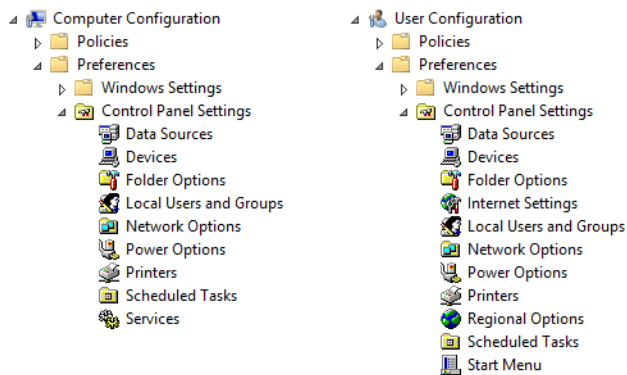 Computer Configuration
Policies
Preferences
Windows Settings
Control Panel Settings
Data Sources
Devices
Folder Options
Local Users and Groups
Network Options
Power Options
Printers
Scheduled Tasks
Services
User Configuration
Policies
Preferences
Windows Settings
Control Panel Settings
Data Sources
Devices
Folder Options
Internet Settings
Local Users and Groups
Network Options
Power Options
Printers
Regional Options
Scheduled Tasks
Start Menu